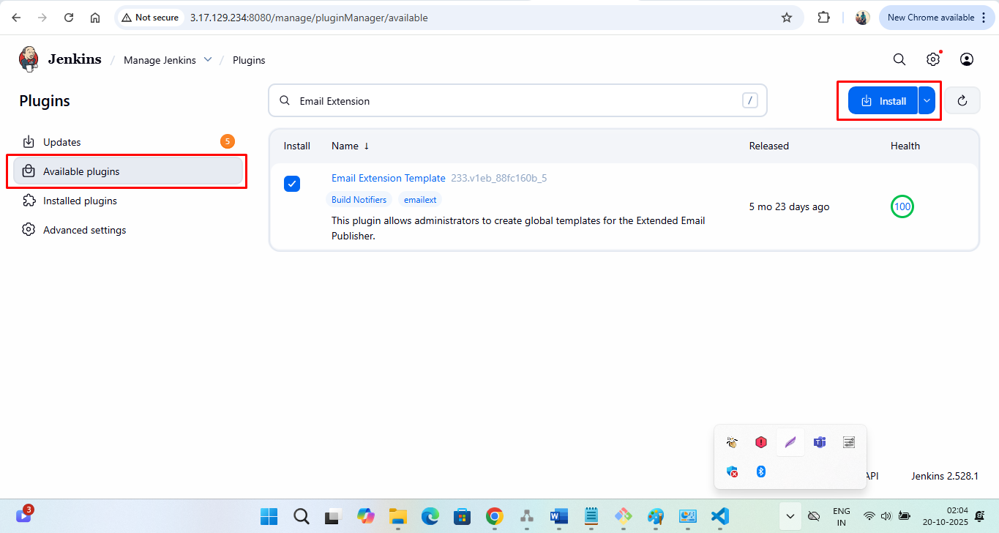 Not secure 3.17.129.234:8080/manage/pluginManager/available New Chrome available
Jenkins / Manage Jenkins / Plugins
Plugins
Email Extension /
Install
Updates 5
Available plugins
Installed plugins
Advanced settings
Install Name ↓ Released Health
Email Extension Template 233.v1eb_88fc160b_5
Build Notifiers emailext
This plugin allows administrators to create global templates for the Extended Email
Publisher.
5 mo 23 days ago
100
API Jenkins 2.528.1
3
ENG
IN
02:04
20-10-2025